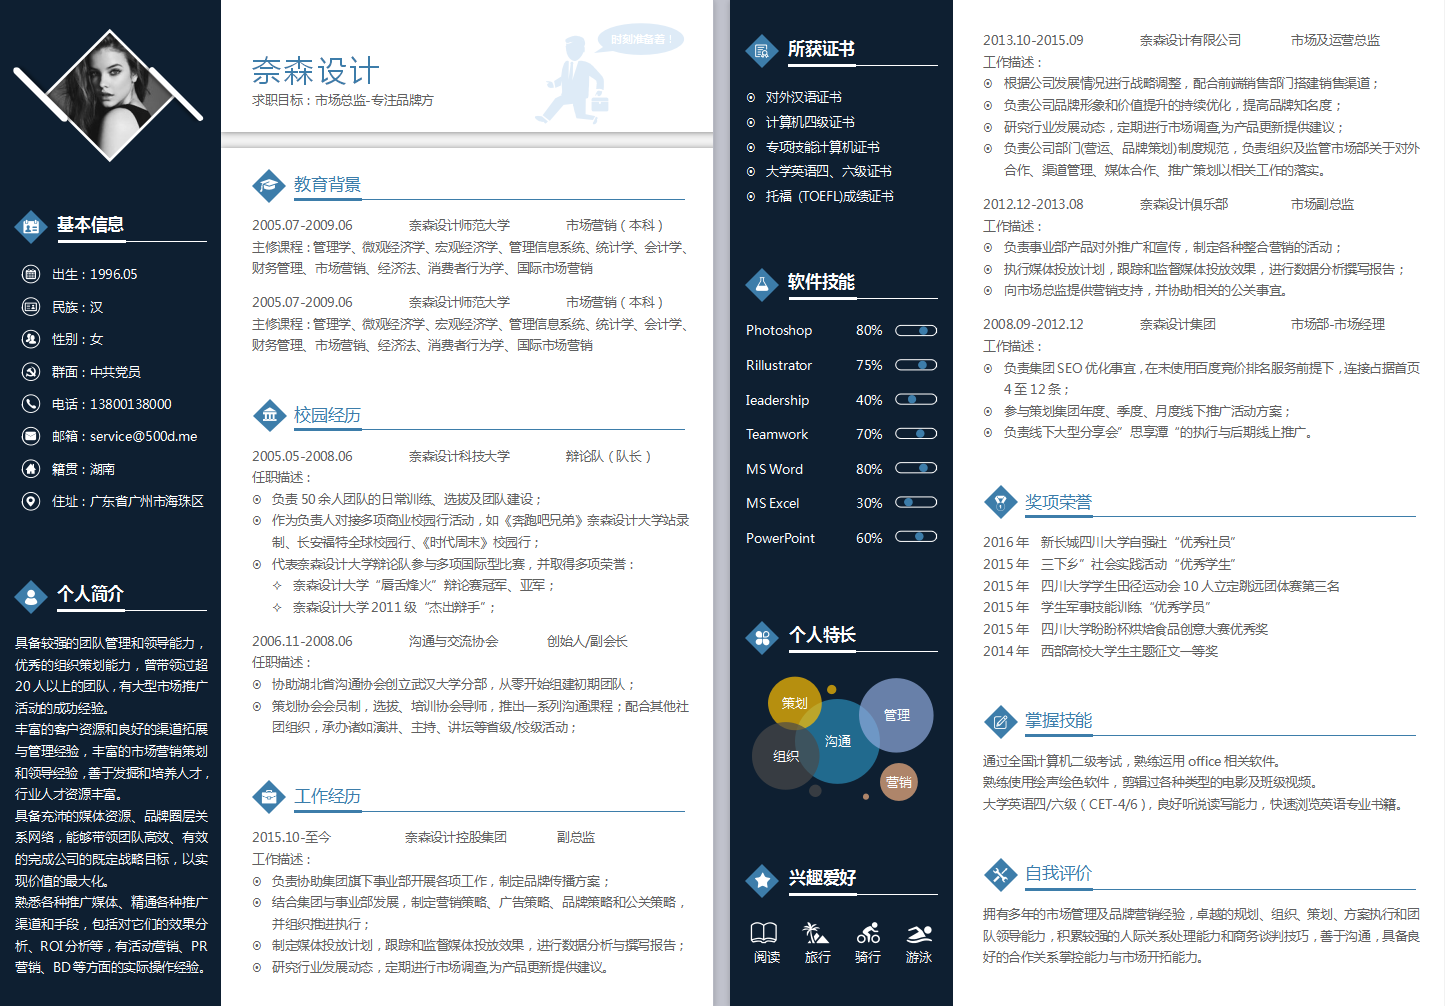 基本信息
出生：1996.05
民族：汉
性别：女
群面：中共党员
电话：13800138000
邮箱：service@500d.me
籍贯：湖南
住址：广东省广州市海珠区
个人简介
具备较强的团队管理和领导能力，
优秀的组织策划能力，曾带领过超
20 人以上的团队，有大型市场推广
活动的成功经验。
丰富的客户资源和良好的渠道拓展
与管理经验，丰富的市场营销策划
和领导经验，善于发掘和培养人才，
行业人才资源丰富。
具备充沛的媒体资源、品牌圈层关
系网络，能够带领团队高效、有效
的完成公司的既定战略目标，以实
现价值的最大化。
熟悉各种推广媒体、精通各种推广
渠道和手段，包括对它们的效果分
析、ROI 分析等，有活动营销、PR
营销、BD 等方面的实际操作经验。
奈森设计
求职目标：市场总监-专注品牌方
时刻准备着！
教育背景
2005.07-2009.06 奈森设计师范大学 市场营销（本科）
主修课程：管理学、微观经济学、宏观经济学、管理信息系统、统计学、会计学、
财务管理、市场营销、经济法、消费者行为学、国际市场营销
2005.07-2009.06 奈森设计师范大学 市场营销（本科）
主修课程：管理学、微观经济学、宏观经济学、管理信息系统、统计学、会计学、
财务管理、市场营销、经济法、消费者行为学、国际市场营销
校园经历
2005.05-2008.06 奈森设计科技大学 辩论队（队长）
任职描述：
负责 50 余人团队的日常训练、选拔及团队建设；
作为负责人对接多项商业校园行活动，如《奔跑吧兄弟》奈森设计大学站录
制、长安福特全球校园行、《时代周末》校园行；
代表奈森设计大学辩论队参与多项国际型比赛，并取得多项荣誉：
奈森设计大学“唇舌烽火”辩论赛冠军、亚军；
奈森设计大学 2011 级“杰出辩手”；
2006.11-2008.06 沟通与交流协会 创始人/副会长
任职描述：
协助湖北省沟通协会创立武汉大学分部，从零开始组建初期团队；
策划协会会员制，选拔、培训协会导师，推出一系列沟通课程；配合其他社
团组织，承办诸如演讲、主持、讲坛等省级/校级活动；
工作经历
2015.10-至今 奈森设计控股集团 副总监
工作描述：
负责协助集团旗下事业部开展各项工作，制定品牌传播方案；
结合集团与事业部发展，制定营销策略、广告策略、品牌策略和公关策略，
并组织推进执行；
制定媒体投放计划，跟踪和监督媒体投放效果，进行数据分析与撰写报告；
研究行业发展动态，定期进行市场调查,为产品更新提供建议。
所获证书
对外汉语证书
计算机四级证书
专项技能计算机证书
大学英语四、六级证书
托福（TOEFL)成绩证书
软件技能
Photoshop 80%
Rillustrator 75%
Ieadership 40%
Teamwork 70%
MS Word 80%
MS Excel 30%
PowerPoint 60%
个人特长
策划
管理
沟通
组织
营销
兴趣爱好
阅读 旅行 骑行 游泳
2013.10-2015.09 奈森设计有限公司 市场及运营总监
工作描述：
根据公司发展情况进行战略调整，配合前端销售部门搭建销售渠道；
负责公司品牌形象和价值提升的持续优化，提高品牌知名度；
研究行业发展动态，定期进行市场调查,为产品更新提供建议；
负责公司部门(营运、品牌策划)制度规范，负责组织及监管市场部关于对外
合作、渠道管理、媒体合作、推广策划以相关工作的落实。
2012.12-2013.08 奈森设计俱乐部 市场副总监
工作描述：
负责事业部产品对外推广和宣传，制定各种整合营销的活动；
执行媒体投放计划，跟踪和监督媒体投放效果，进行数据分析撰写报告；
向市场总监提供营销支持，并协助相关的公关事宜。
2008.09-2012.12 奈森设计集团 市场部-市场经理
工作描述：
负责集团 SEO 优化事宜，在未使用百度竞价排名服务前提下，连接占据首页
4 至 12 条；
参与策划集团年度、季度、月度线下推广活动方案；
负责线下大型分享会”思享潭“的执行与后期线上推广。
奖项荣誉
2016 年 新长城四川大学自强社“优秀社员”
2015 年 三下乡”社会实践活动“优秀学生”
2015 年 四川大学学生田径运动会 10 人立定跳远团体赛第三名
2015 年 学生军事技能训练“优秀学员”
2015 年 四川大学盼盼杯烘焙食品创意大赛优秀奖
2014 年 西部高校大学生主题征文一等奖
掌握技能
通过全国计算机二级考试，熟练运用 office 相关软件。
熟练使用绘声绘色软件，剪辑过各种类型的电影及班级视频。
大学英语四/六级（CET-4/6），良好听说读写能力，快速浏览英语专业书籍。
自我评价
拥有多年的市场管理及品牌营销经验，卓越的规划、组织、策划、方案执行和团
队领导能力，积累较强的人际关系处理能力和商务谈判技巧，善于沟通，具备良
好的合作关系掌控能力与市场开拓能力。